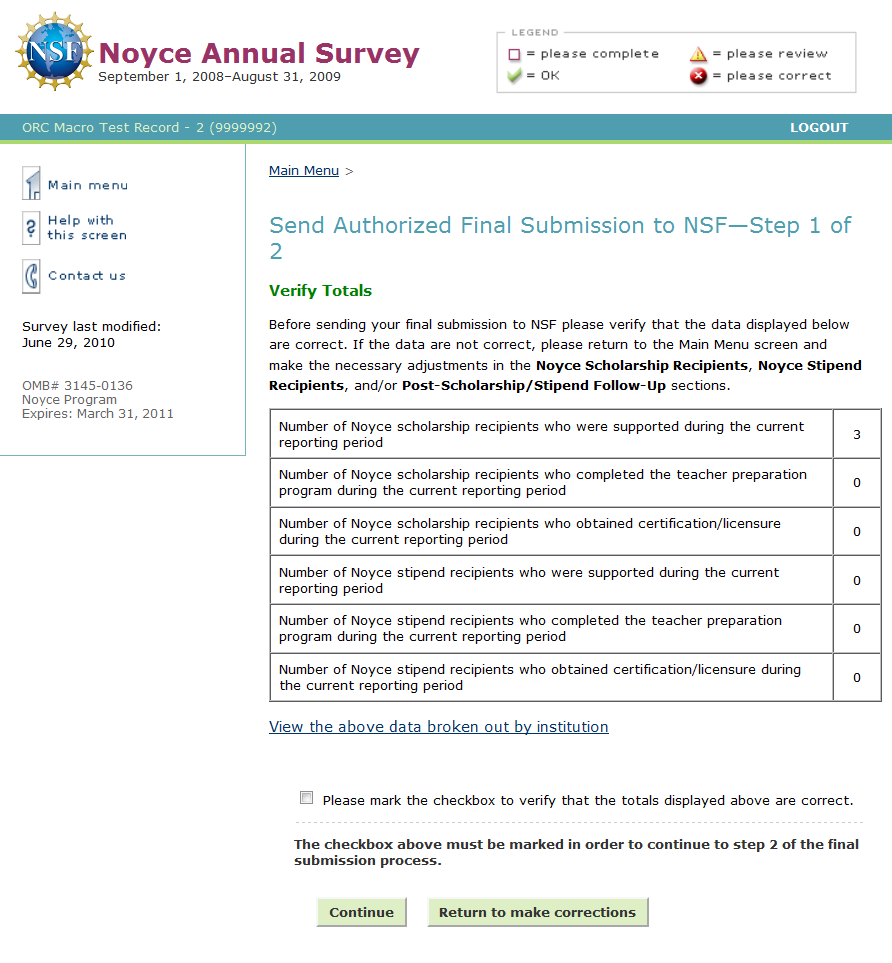 NSF
Noyce Annual Survey
September 1, 2008–August 31, 2009
LEGEND
= please complete
= please review
= OK
= please correct
ORC Macro Test Record - 2 (9999992)
LOGOUT
Main menu
Help with
this screen
Contact us
Survey last modified:
June 29, 2010
OMB# 3145-0136
Noyce Program
Expires: March 31, 2011
Main Menu >
Send Authorized Final Submission to NSF—Step 1 of
2
Verify Totals
Before sending your final submission to NSF please verify that the data displayed below
are correct. If the data are not correct, please return to the Main Menu screen and
make the necessary adjustments in the Noyce Scholarship Recipients, Noyce Stipend
Recipients, and/or Post-Scholarship/Stipend Follow-Up sections.
Number of Noyce scholarship recipients who were supported during the current
reporting period
3
Number of Noyce scholarship recipients who completed the teacher preparation
program during the current reporting period
0
Number of Noyce scholarship recipients who obtained certification/licensure
during the current reporting period
0
Number of Noyce stipend recipients who were supported during the current
reporting period
0
Number of Noyce stipend recipients who completed the teacher preparation
program during the current reporting period
0
Number of Noyce stipend recipients who obtained certification/licensure during
the current reporting period
0
View the above data broken out by institution
Please mark the checkbox to verify that the totals displayed above are correct.
The checkbox above must be marked in order to continue to step 2 of the final
submission process.
Continue
Return to make corrections